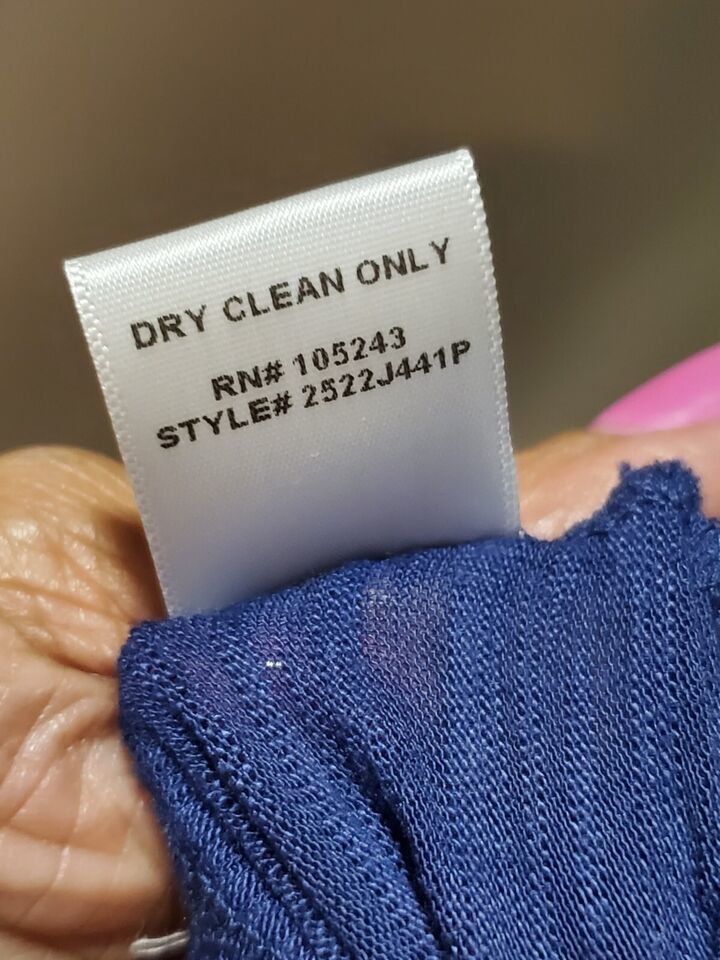 DRY CLEAN ONLY
RN# 105243
STYLE# 2522J441P